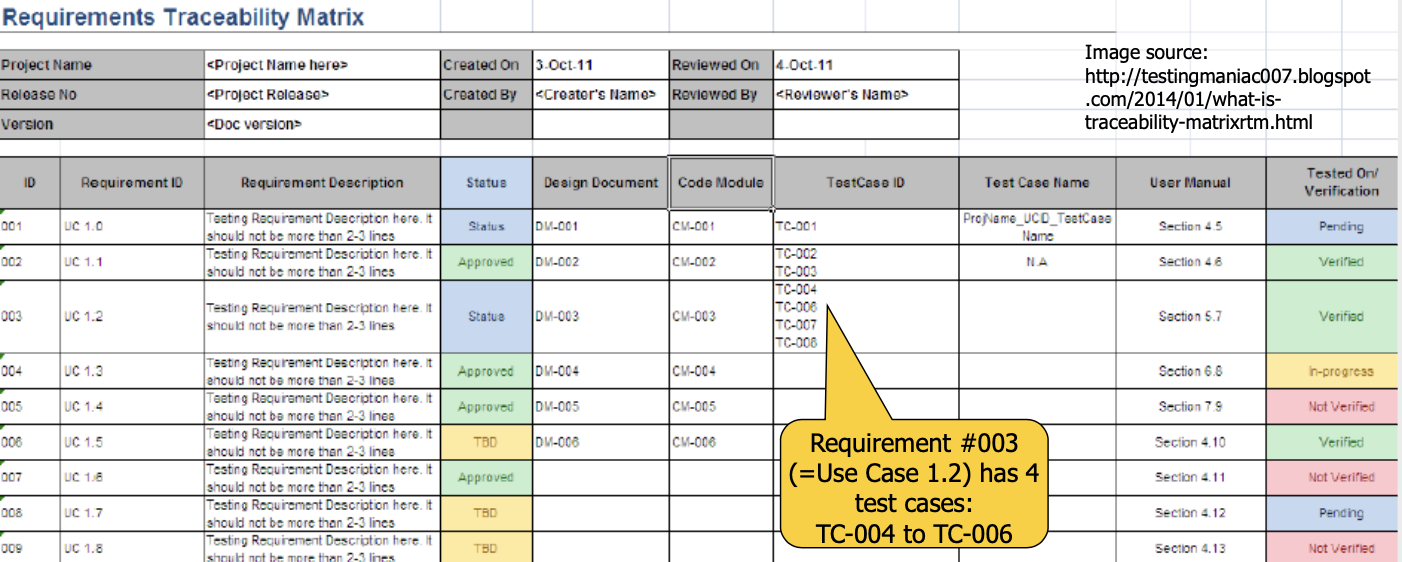 Requirements Traceability Matrix
Image source:
http://testingmaniac007.blogspot
.com/2014/01/what-is-
traceability-matrixrtm.html
Project Name <Project Name here> Created On 3-Oct-11 Reviewed On 4-Oct-11
Release No <Project Release> Created By <Creater's Name> Reviewed By <Reviewer's Name>
Version <Doc version>
ID Requirement ID Requirement Description Status Design Document Code Module TestCase ID Test Case Name User Manual Tested On/
Verification
001 UC 1.0 Testing Requirement Description here. It
should not be more than 2-3 lines
Status DM-001 CM-001 TC-001 ProjName_UCID_TestCase
Name
Section 4.5 Pending
002 UC 1.1 Testing Requirement Description here. It
should not be more than 2-3 lines
Approved DM-002 CM-002 TC-002
TC-003
N.A Section 4.6 Verified
003 UC 1.2 Testing Requirement Description here. It
should not be more than 2-3 lines
Status DM-003 CM-003 TC-004
TC-006
TC-007
TC-008
Section 5.7 Verified
004 UC 1.3 Testing Requirement Description here. It
should not be more than 2-3 lines
Approved DM-004 CM-004 Section 6.8 In-progress
005 UC 1.4 Testing Requirement Description here. It
should not be more than 2-3 lines
Approved DM-005 CM-005 Section 7.9 Not Verified
006 UC 1.5 Testing Requirement Description here. It
should not be more than 2-3 lines
TBD DM-006 CM-006 Section 4.10 Verified
007 UC 1.6 Testing Requirement Description here. It
should not be more than 2-3 lines
Approved Section 4.11 Not Verified
008 UC 1.7 Testing Requirement Description here. It
should not be more than 2-3 lines
TBD Section 4.12 Pending
009 UC 1.8 Testing Requirement Description here. It
should not be more than 2-3 lines
TBD Section 4.13 Not Verified
Requirement #003
(=Use Case 1.2) has 4
test cases:
TC-004 to TC-006